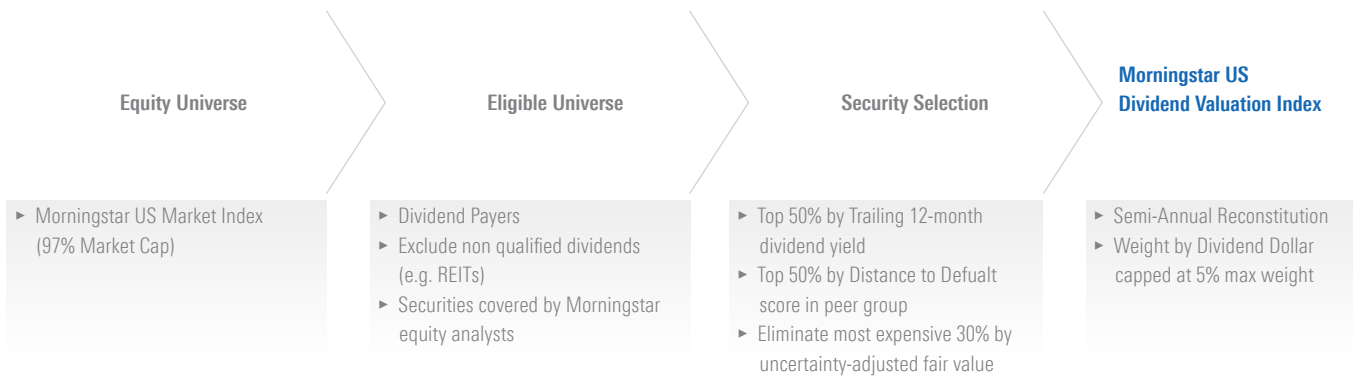 Equity Universe
Eligible Universe
Security Selection
Morningstar US
Dividend Valuation Index
► Morningstar US Market Index
(97% Market Cap)
► Dividend Payers
► Exclude non qualified dividends
(e.g. REITs)
► Securities covered by Morningstar
equity analysts
► Top 50% by Trailing 12-month
dividend yield
► Top 50% by Distance to Defualt
score in peer group
► Eliminate most expensive 30% by
uncertainty-adjusted fair value
► Semi-Annual Reconstitution
► Weight by Dividend Dollar
capped at 5% max weight